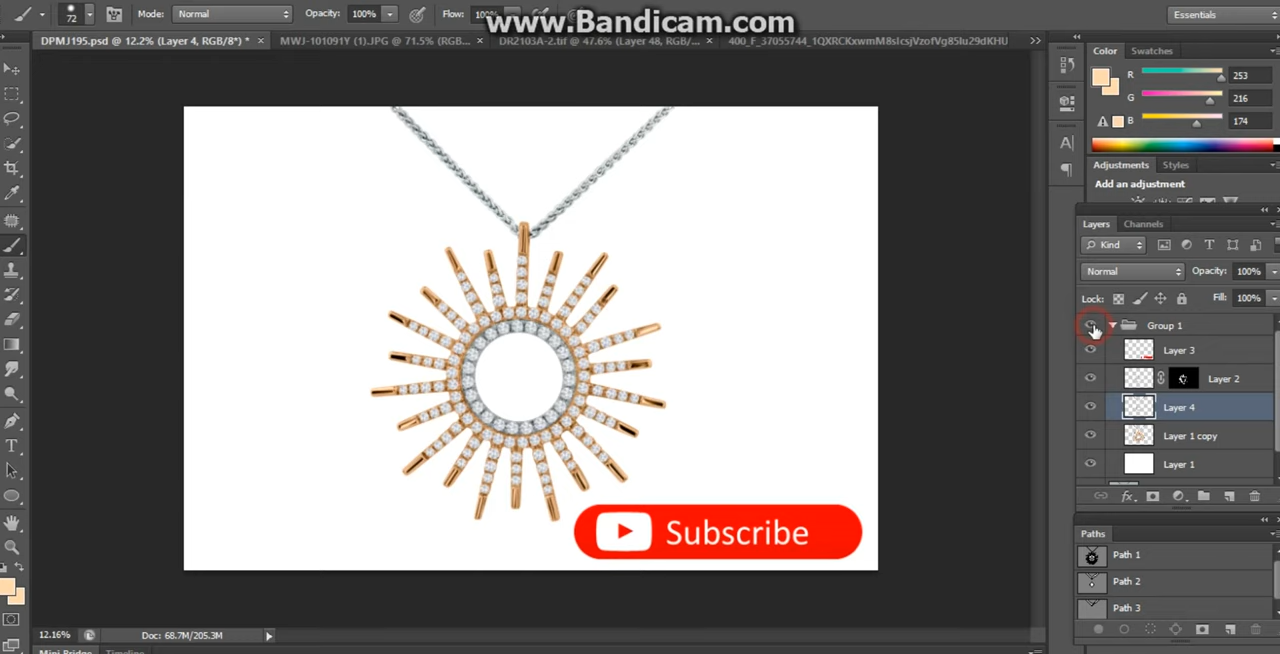 72 Mode: Normal Opacity: 100% Flow: 100% Essentials
www.Bandicam.com
DPMJ195.psd @ 12.2% (Layer 4, RGB/8*) * × MWJ-101091Y (1).JPG @ 71.5% (RGB... × DR2103A-2.tif @ 47.6% (Layer 48, RGB/... ×
Color Swatches
R 253
G 216
B 174
Adjustments Styles
Add an adjustment
Layers Channels
Kind
Normal Opacity: 100%
Lock: Fill: 100%
Group 1
Layer 3
Layer 2
Layer 4
Layer 1 copy
Layer 1
Subscribe
Paths
Path 1
Path 2
Path 3
12.16% Doc: 68.7M/205.3M
Mini Bridge Timeline